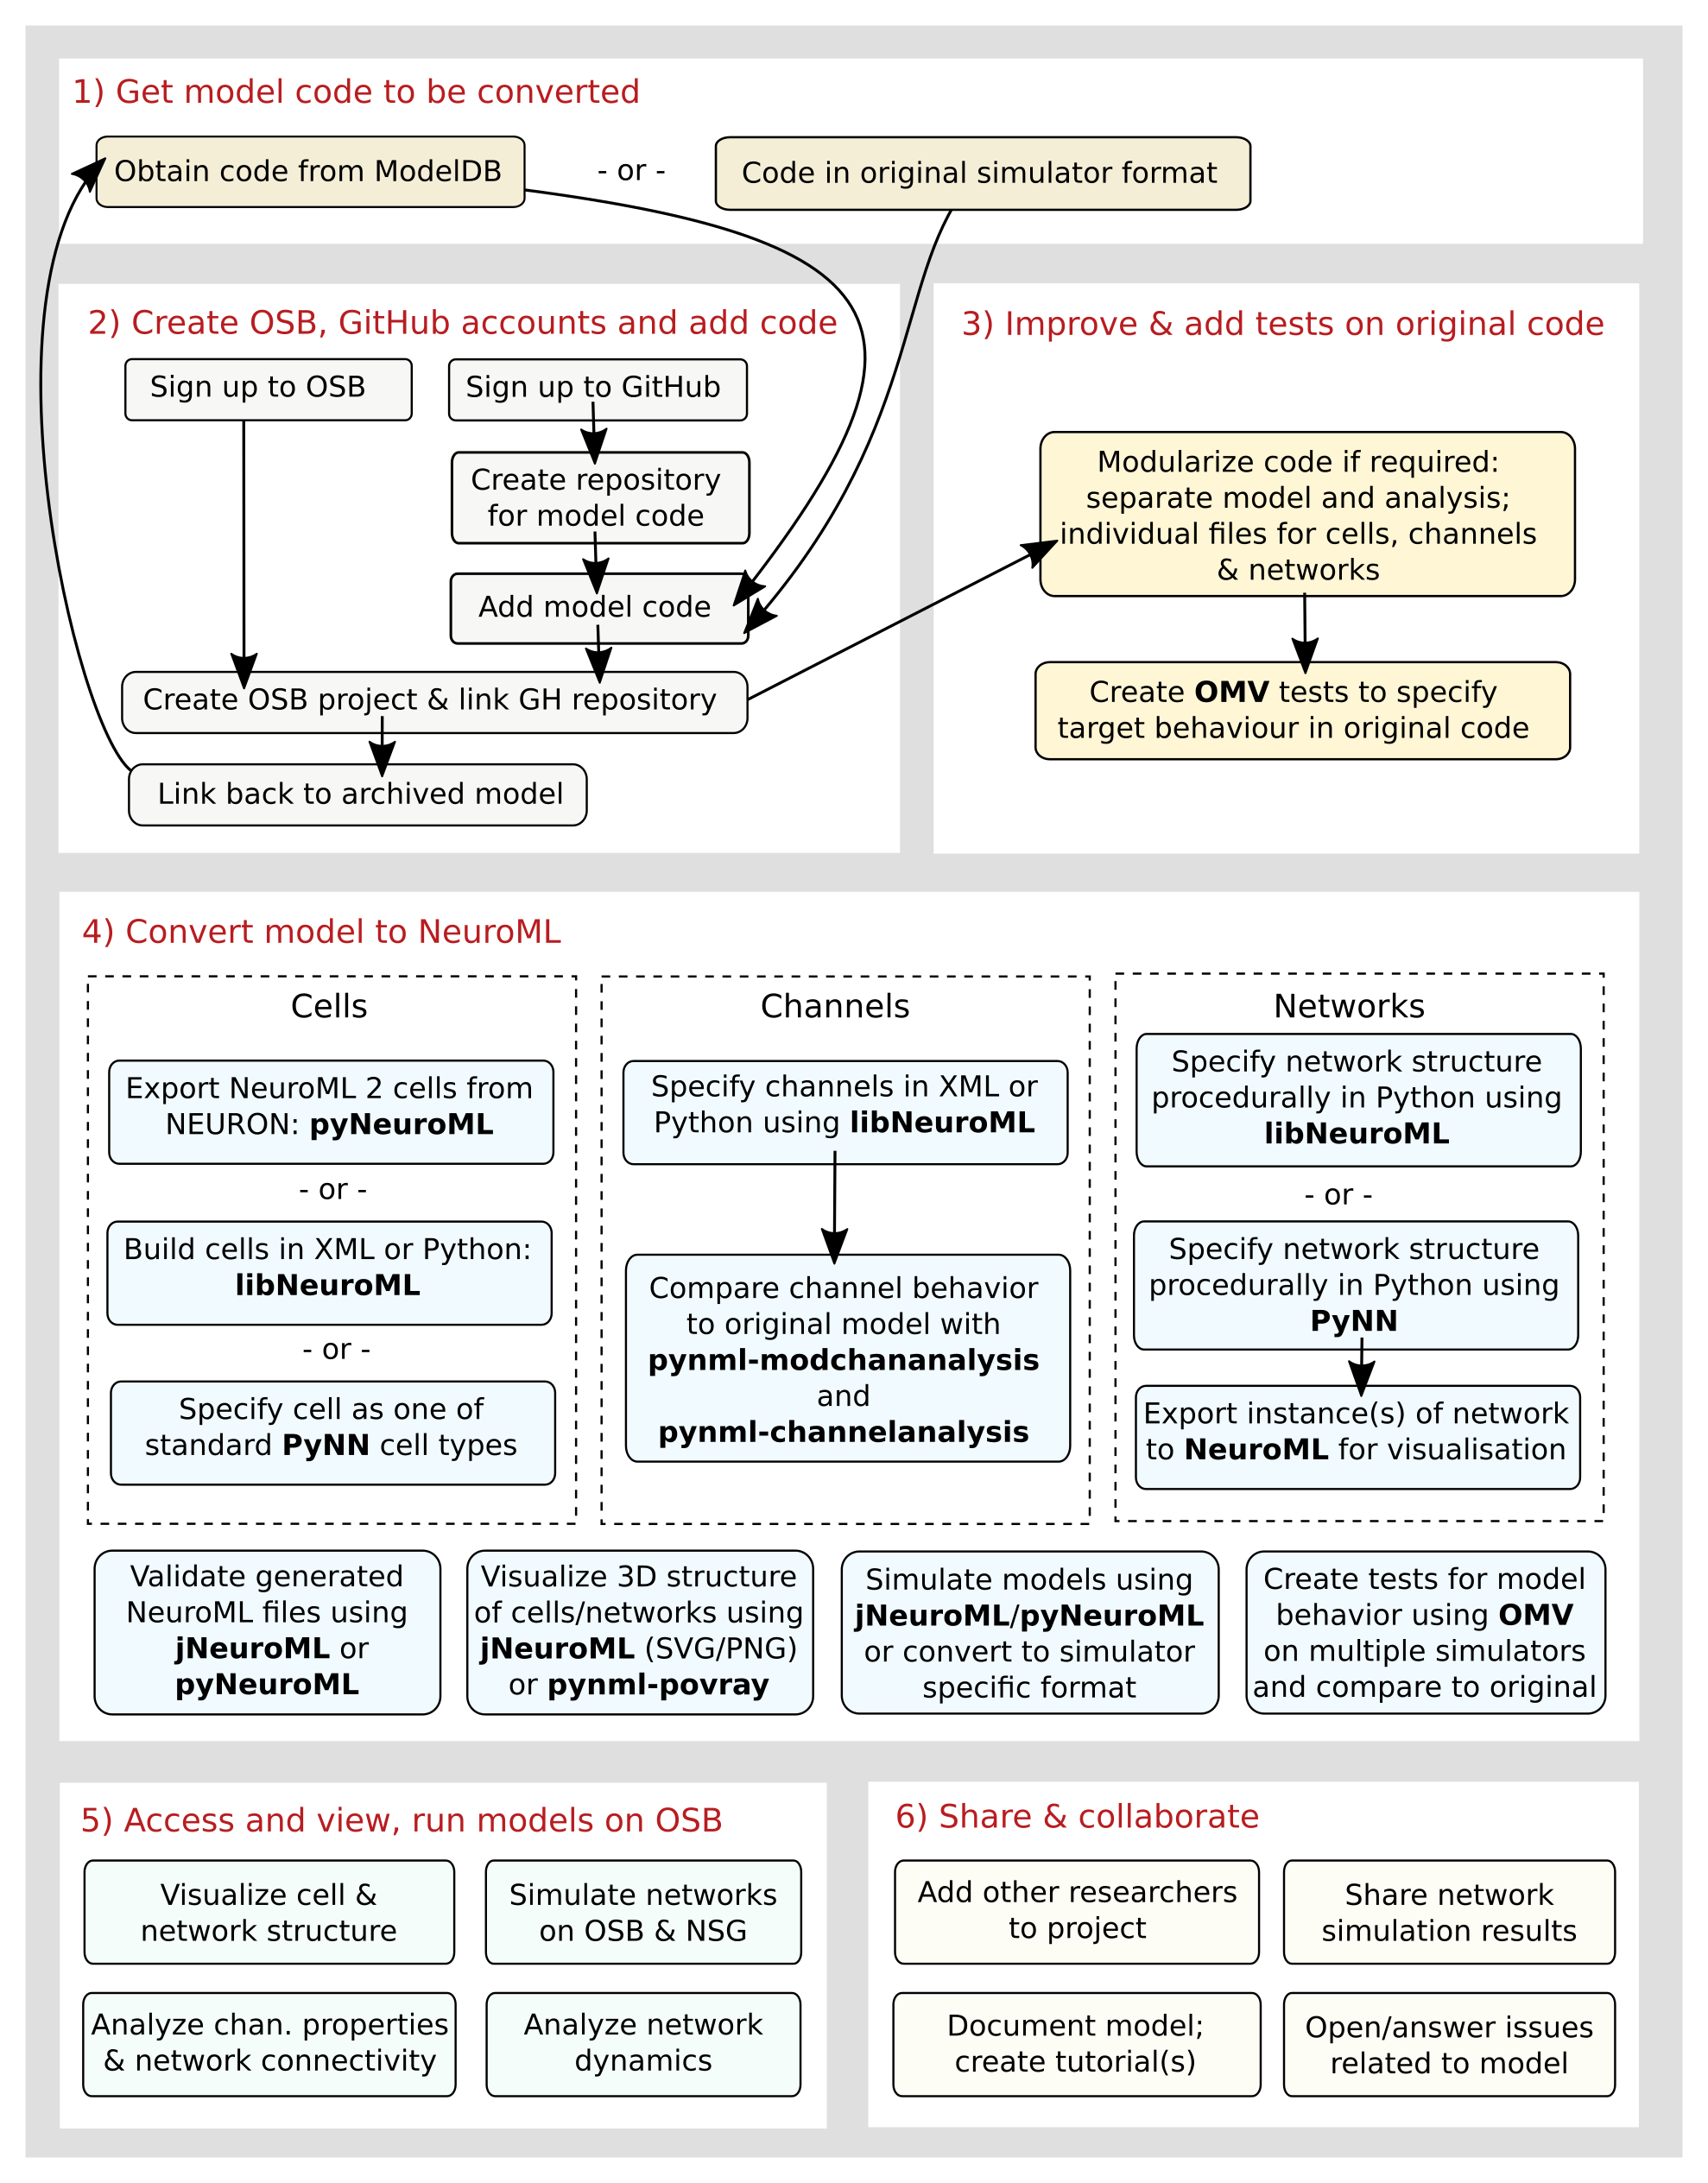 1) Get model code to be converted
Obtain code from ModelDB
- or -
Code in original simulator format
2) Create OSB, GitHub accounts and add code
Sign up to OSB
Sign up to GitHub
Create repository
for model code
Add model code
Create OSB project & link GH repository
Link back to archived model
3) Improve & add tests on original code
Modularize code if required:
separate model and analysis;
individual files for cells, channels
& networks
Create OMV tests to specify
target behaviour in original code
4) Convert model to NeuroML
Cells
Export NeuroML 2 cells from
NEURON: pyNeuroML
- or -
Build cells in XML or Python:
libNeuroML
- or -
Specify cell as one of
standard PyNN cell types
Channels
Specify channels in XML or
Python using libNeuroML
Compare channel behavior
to original model with
pynml-modchananalysis
and
pynml-channelanalysis
Networks
Specify network structure
procedurally in Python using
libNeuroML
- or -
Specify network structure
procedurally in Python using
PyNN
Export instance(s) of network
to NeuroML for visualisation
Validate generated
NeuroML files using
jNeuroML or
pyNeuroML
Visualize 3D structure
of cells/networks using
jNeuroML (SVG/PNG)
or pynml-povray
Simulate models using
jNeuroML/pyNeuroML
or convert to simulator
specific format
Create tests for model
behavior using OMV
on multiple simulators
and compare to original
5) Access and view, run models on OSB
Visualize cell &
network structure
Simulate networks
on OSB & NSG
Analyze chan. properties
& network connectivity
Analyze network
dynamics
6) Share & collaborate
Add other researchers
to project
Share network
simulation results
Document model;
create tutorial(s)
Open/answer issues
related to model